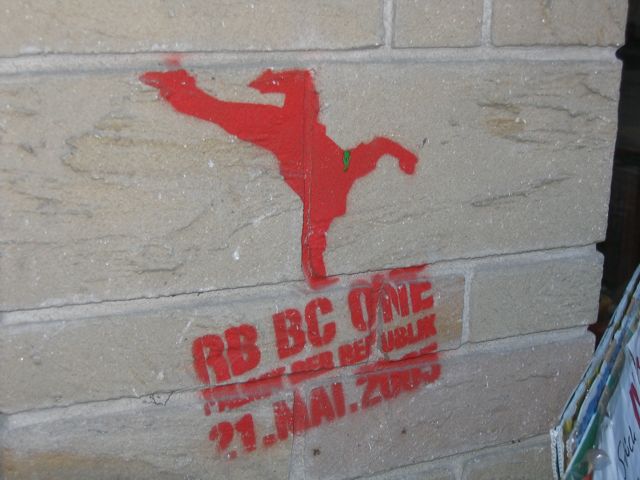 RB BC ONE
PALAST DER REPUBLIK
21.MAI.2005